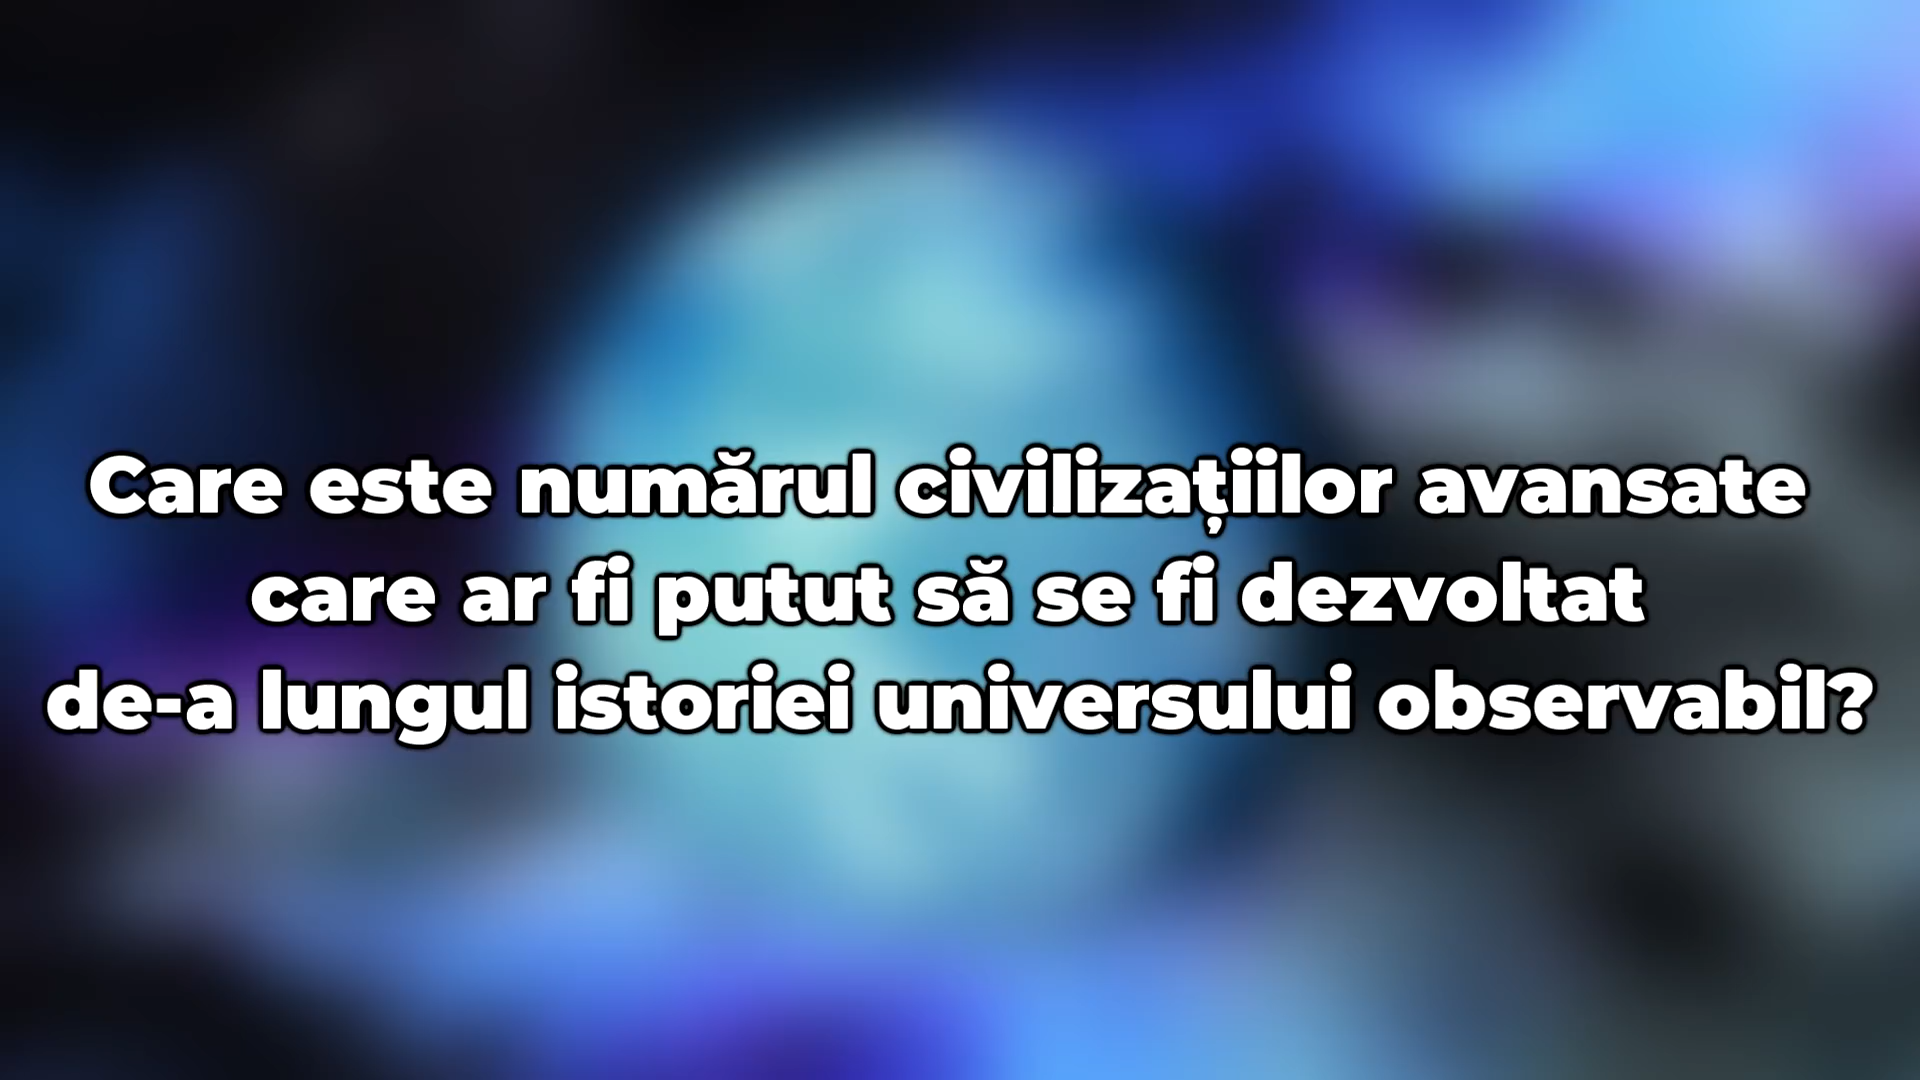 Care este numărul civilizațiilor avansate
care ar fi putut să se fi dezvoltat
de-a lungul istoriei universului observabil?